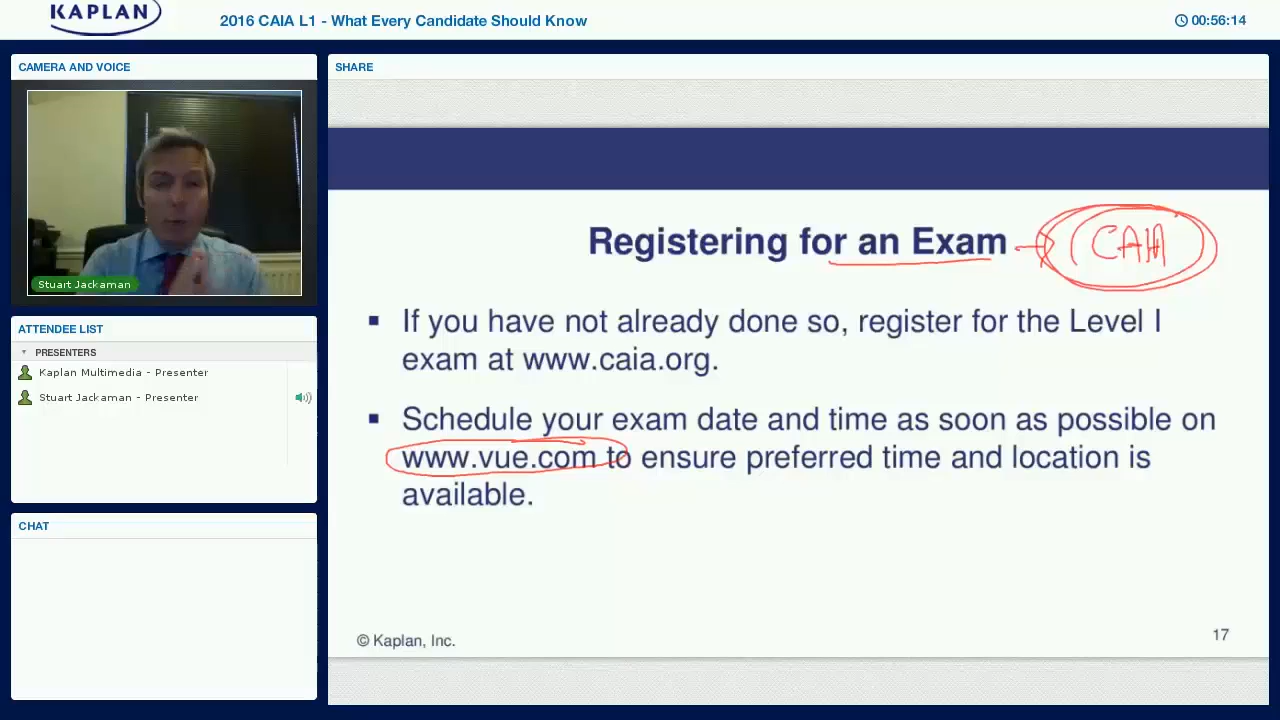 KAPLAN
2016 CAIA L1 - What Every Candidate Should Know
00:56:14
CAMERA AND VOICE
Stuart Jackaman
ATTENDEE LIST
PRESENTERS
Kaplan Multimedia - Presenter
Stuart Jackaman - Presenter
CHAT
SHARE
Registering for an Exam
CAIA
▪ If you have not already done so, register for the Level I
exam at www.caia.org.
▪ Schedule your exam date and time as soon as possible on
www.vue.com to ensure preferred time and location is
available.
© Kaplan, Inc.
17